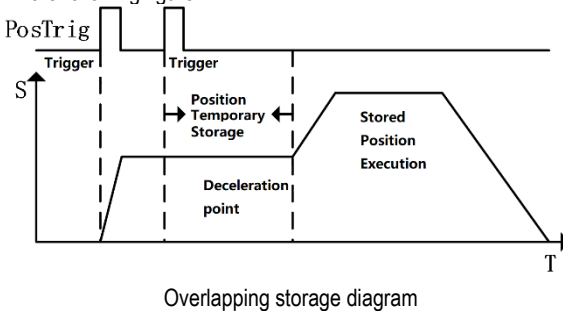 PosTrig
Trigger
Trigger
S
Position
Temporary
Storage
Stored
Position
Execution
Deceleration
point
T
Overlapping storage diagram